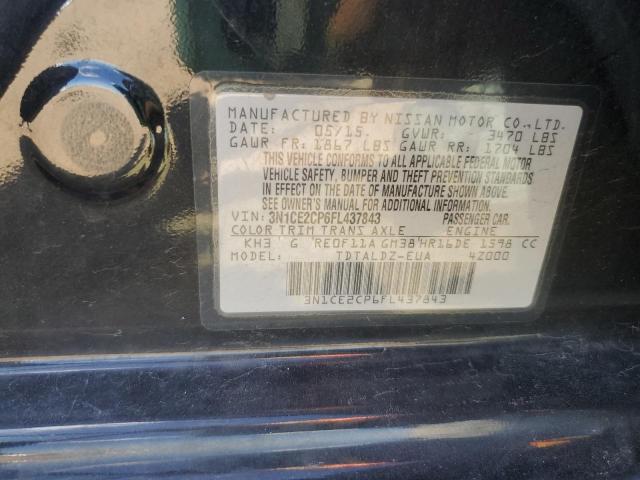 MANUFACTURED BY NISSAN MOTOR CO.,LTD.
DATE: 05/15. GVWR: 3470 LBS
GAWR FR: 1867 LBS GAWR RR: 1704 LBS
THIS VEHICLE CONFORMS TO ALL APPLICABLE FEDERAL MOTOR
VEHICLE SAFETY, BUMPER AND THEFT PREVENTION STANDARDS
IN EFFECT ON THE DATE OF MANUFACTURE SHOWN ABOVE.
SEE OWNER'S MANUAL FOR ADDITIONAL INFORMATION
VIN: 3N1CE2CP6FL437843 PASSENGER CAR.
COLOR TRIM TRANS AXLE ENGINE
KH3 G RE0F11A GM38 HR16DE 1598 CC
MODEL: TDTALDZ-EUA 42000
3N1CE2CP6FL437843